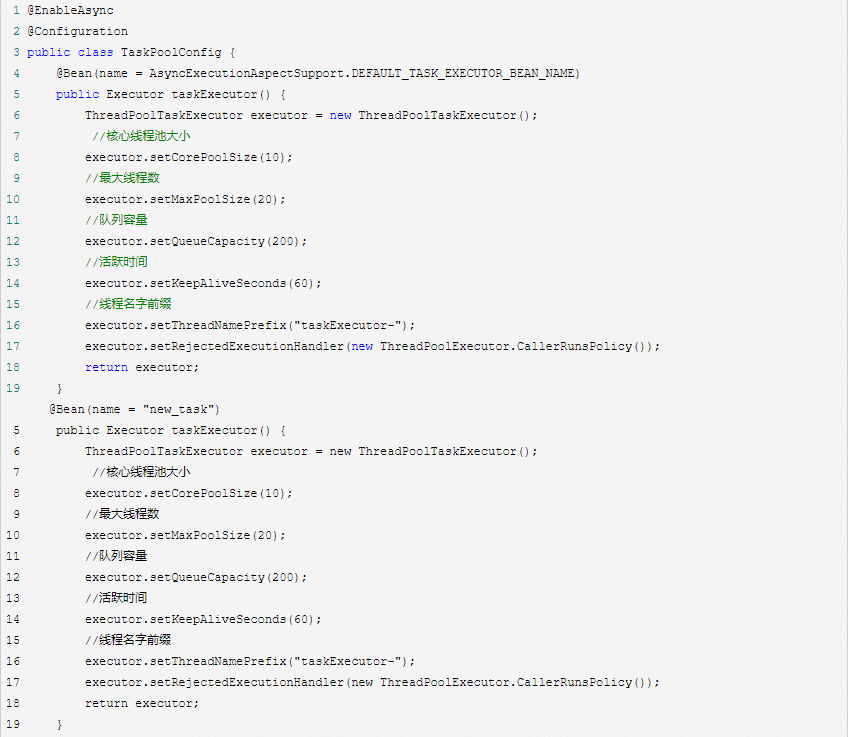 1 @EnableAsync
2 @Configuration
3 public class TaskPoolConfig {
4     @Bean(name = AsyncExecutionAspectSupport.DEFAULT_TASK_EXECUTOR_BEAN_NAME)
5     public Executor taskExecutor() {
6         ThreadPoolTaskExecutor executor = new ThreadPoolTaskExecutor();
7          //核心线程池大小
8         executor.setCorePoolSize(10);
9         //最大线程数
10         executor.setMaxPoolSize(20);
11         //队列容量
12         executor.setQueueCapacity(200);
13         //活跃时间
14         executor.setKeepAliveSeconds(60);
15         //线程名字前缀
16         executor.setThreadNamePrefix("taskExecutor-");
17         executor.setRejectedExecutionHandler(new ThreadPoolExecutor.CallerRunsPolicy());
18         return executor;
19     }
    @Bean(name = "new_task")
5     public Executor taskExecutor() {
6         ThreadPoolTaskExecutor executor = new ThreadPoolTaskExecutor();
7          //核心线程池大小
8         executor.setCorePoolSize(10);
9         //最大线程数
10         executor.setMaxPoolSize(20);
11         //队列容量
12         executor.setQueueCapacity(200);
13         //活跃时间
14         executor.setKeepAliveSeconds(60);
15         //线程名字前缀
16         executor.setThreadNamePrefix("taskExecutor-");
17         executor.setRejectedExecutionHandler(new ThreadPoolExecutor.CallerRunsPolicy());
18         return executor;
19     }